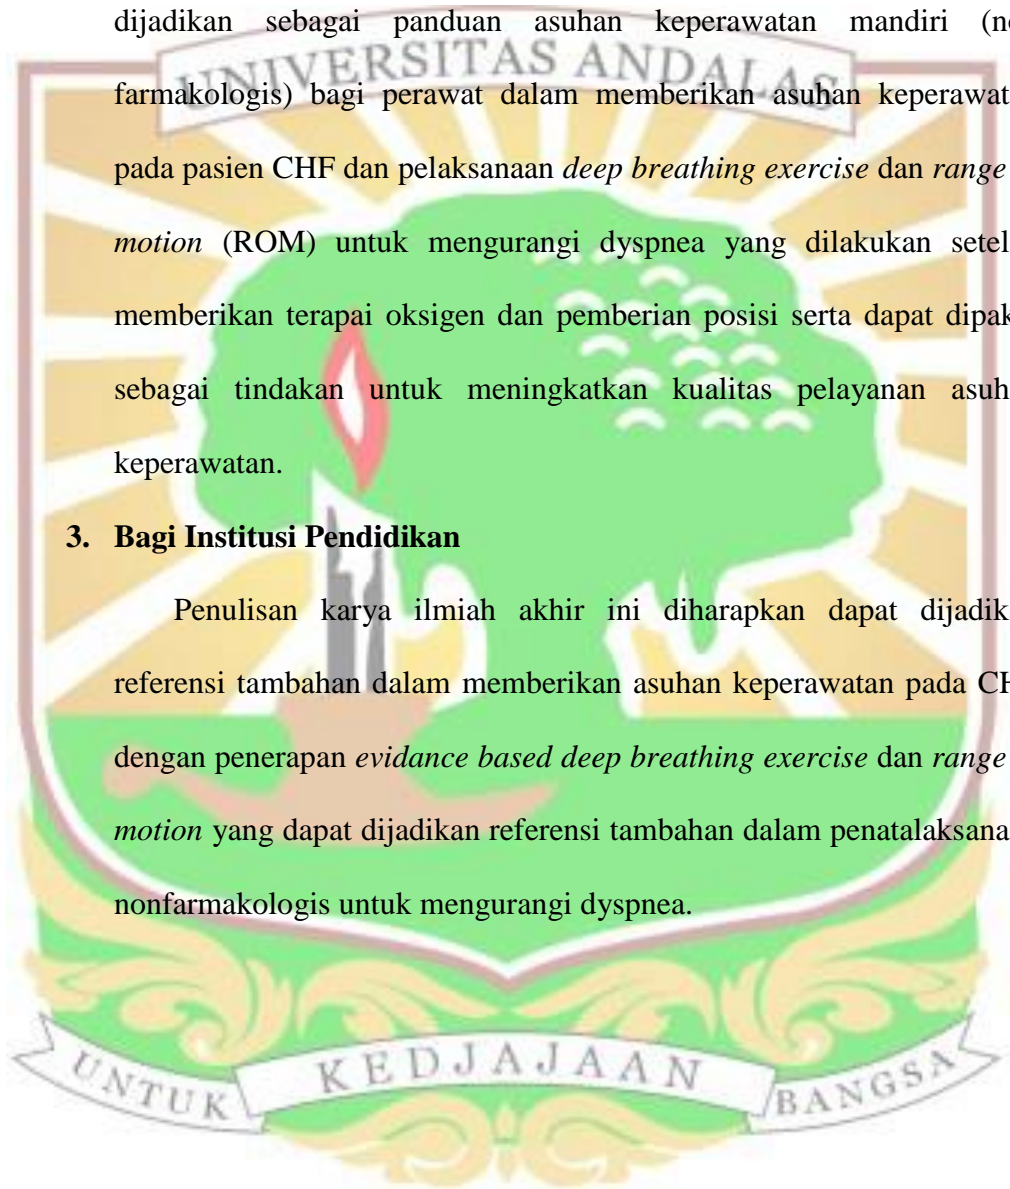 dijadikan sebagai panduan asuhan keperawatan mandiri (no
UNIVERSITAS ANDALAS
farmakologis) bagi perawat dalam memberikan asuhan keperawat
pada pasien CHF dan pelaksanaan deep breathing exercise dan range
motion (ROM) untuk mengurangi dyspnea yang dilakukan setel
memberikan terapai oksigen dan pemberian posisi serta dapat dipak
sebagai tindakan untuk meningkatkan kualitas pelayanan asuh
keperawatan.
3. Bagi Institusi Pendidikan
Penulisan karya ilmiah akhir ini diharapkan dapat dijadik
referensi tambahan dalam memberikan asuhan keperawatan pada CH
dengan penerapan evidance based deep breathing exercise dan range
motion yang dapat dijadikan referensi tambahan dalam penatalaksana
nonfarmakologis untuk mengurangi dyspnea.
UNTUK KEDJAJAAN BANGSA